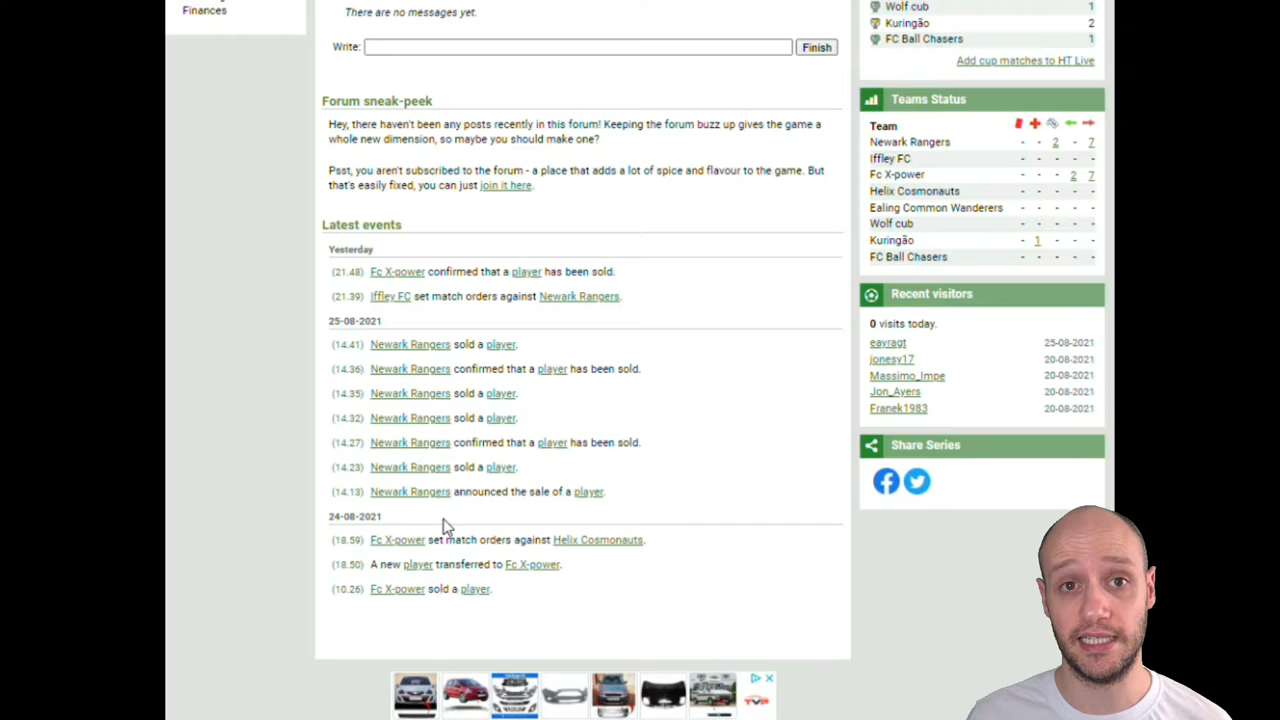 Finances
There are no messages yet.
Write:
Finish
Forum sneak-peek
Hey, there haven't been any posts recently in this forum! Keeping the forum buzz up gives the game a
whole new dimension, so maybe you should make one?
Psst, you aren't subscribed to the forum - a place that adds a lot of spice and flavour to the game. But
that's easily fixed, you can just join it here.
Latest events
Yesterday
(21.48) Fc X-power confirmed that a player has been sold.
(21.39) Iffley FC set match orders against Newark Rangers.
25-08-2021
(14.41) Newark Rangers sold a player.
(14.36) Newark Rangers confirmed that a player has been sold.
(14.35) Newark Rangers sold a player.
(14.32) Newark Rangers sold a player.
(14.27) Newark Rangers confirmed that a player has been sold.
(14.23) Newark Rangers sold a player.
(14.13) Newark Rangers announced the sale of a player.
24-08-2021
(18.59) Fc X-power set match orders against Helix Cosmonauts.
(18.50) A new player transferred to Fc X-power.
(10.26) Fc X-power sold a player.
Wolf cub 1
Kuringão 2
FC Ball Chasers 1
Add cup matches to HT Live
Teams Status
Team
Newark Rangers - - 2 - 7
Iffley FC - - - - -
Fc X-power - - - 2 7
Helix Cosmonauts - - - - -
Ealing Common Wanderers - - - - -
Wolf cub - - - - -
Kuringão - 1 - - -
FC Ball Chasers - - - - -
Recent visitors
0 visits today.
eayragt 25-08-2021
jonesy17 20-08-2021
Massimo_Impe 20-08-2021
Jon_Ayers 20-08-2021
Franek1983 20-08-2021
Share Series
TVP